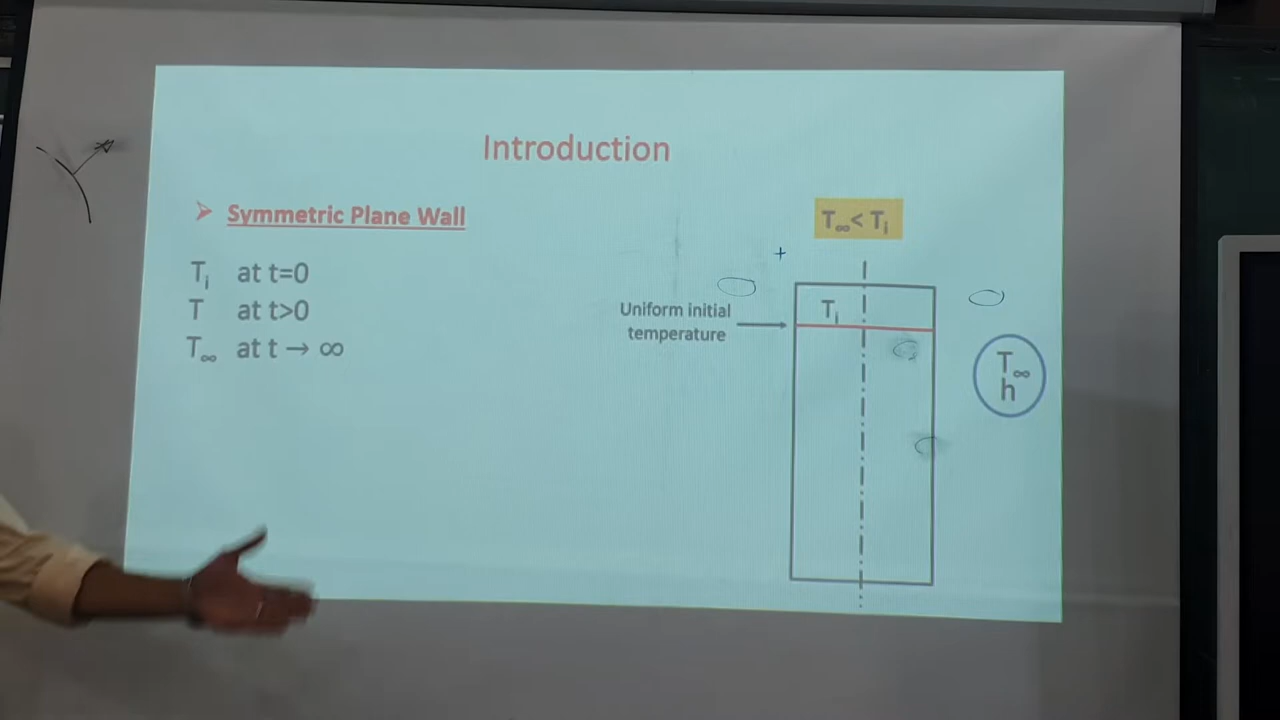 Introduction
➢ Symmetric Plane Wall
Tᵢ at t=0
T at t>0
T∞ at t → ∞
T∞< Tᵢ
Uniform initial
temperature
Tᵢ
T∞
h